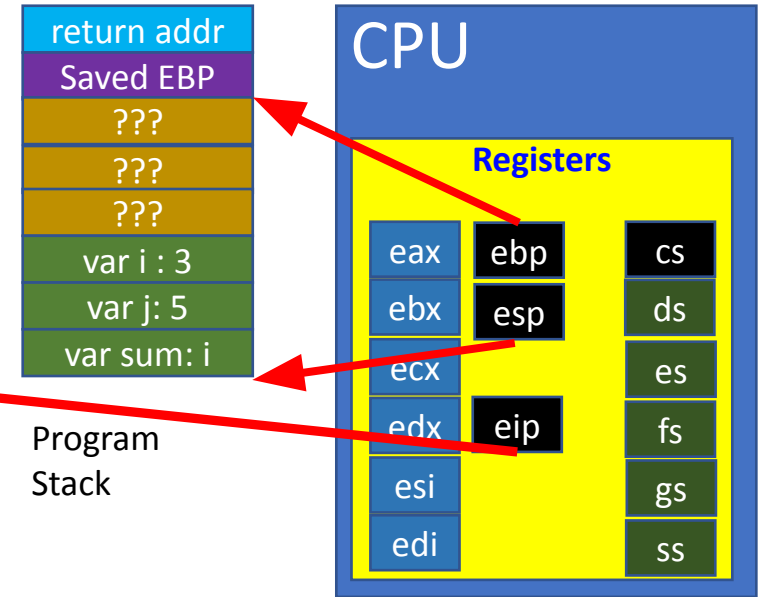 return addr
Saved EBP
???
???
???
var i : 3
var j: 5
var sum: i
Program
Stack
CPU
Registers
eax
ebx
ecx
edx
esi
edi
ebp
esp
eip
cs
ds
es
fs
gs
ss